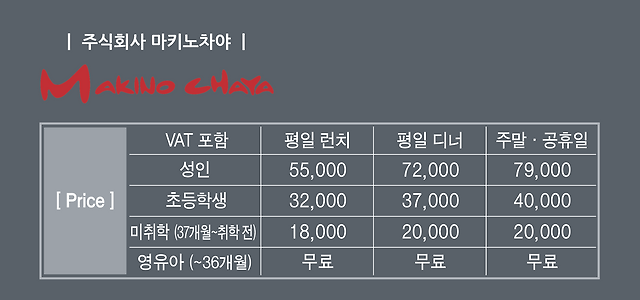 | 주식회사 마키노차야 |
MAKINO CHAYA
[ Price ]
VAT 포함 평일 런치 평일 디너 주말 · 공휴일
성인 55,000 72,000 79,000
초등학생 32,000 37,000 40,000
미취학 (37개월~취학 전) 18,000 20,000 20,000
영유아 (~36개월) 무료 무료 무료